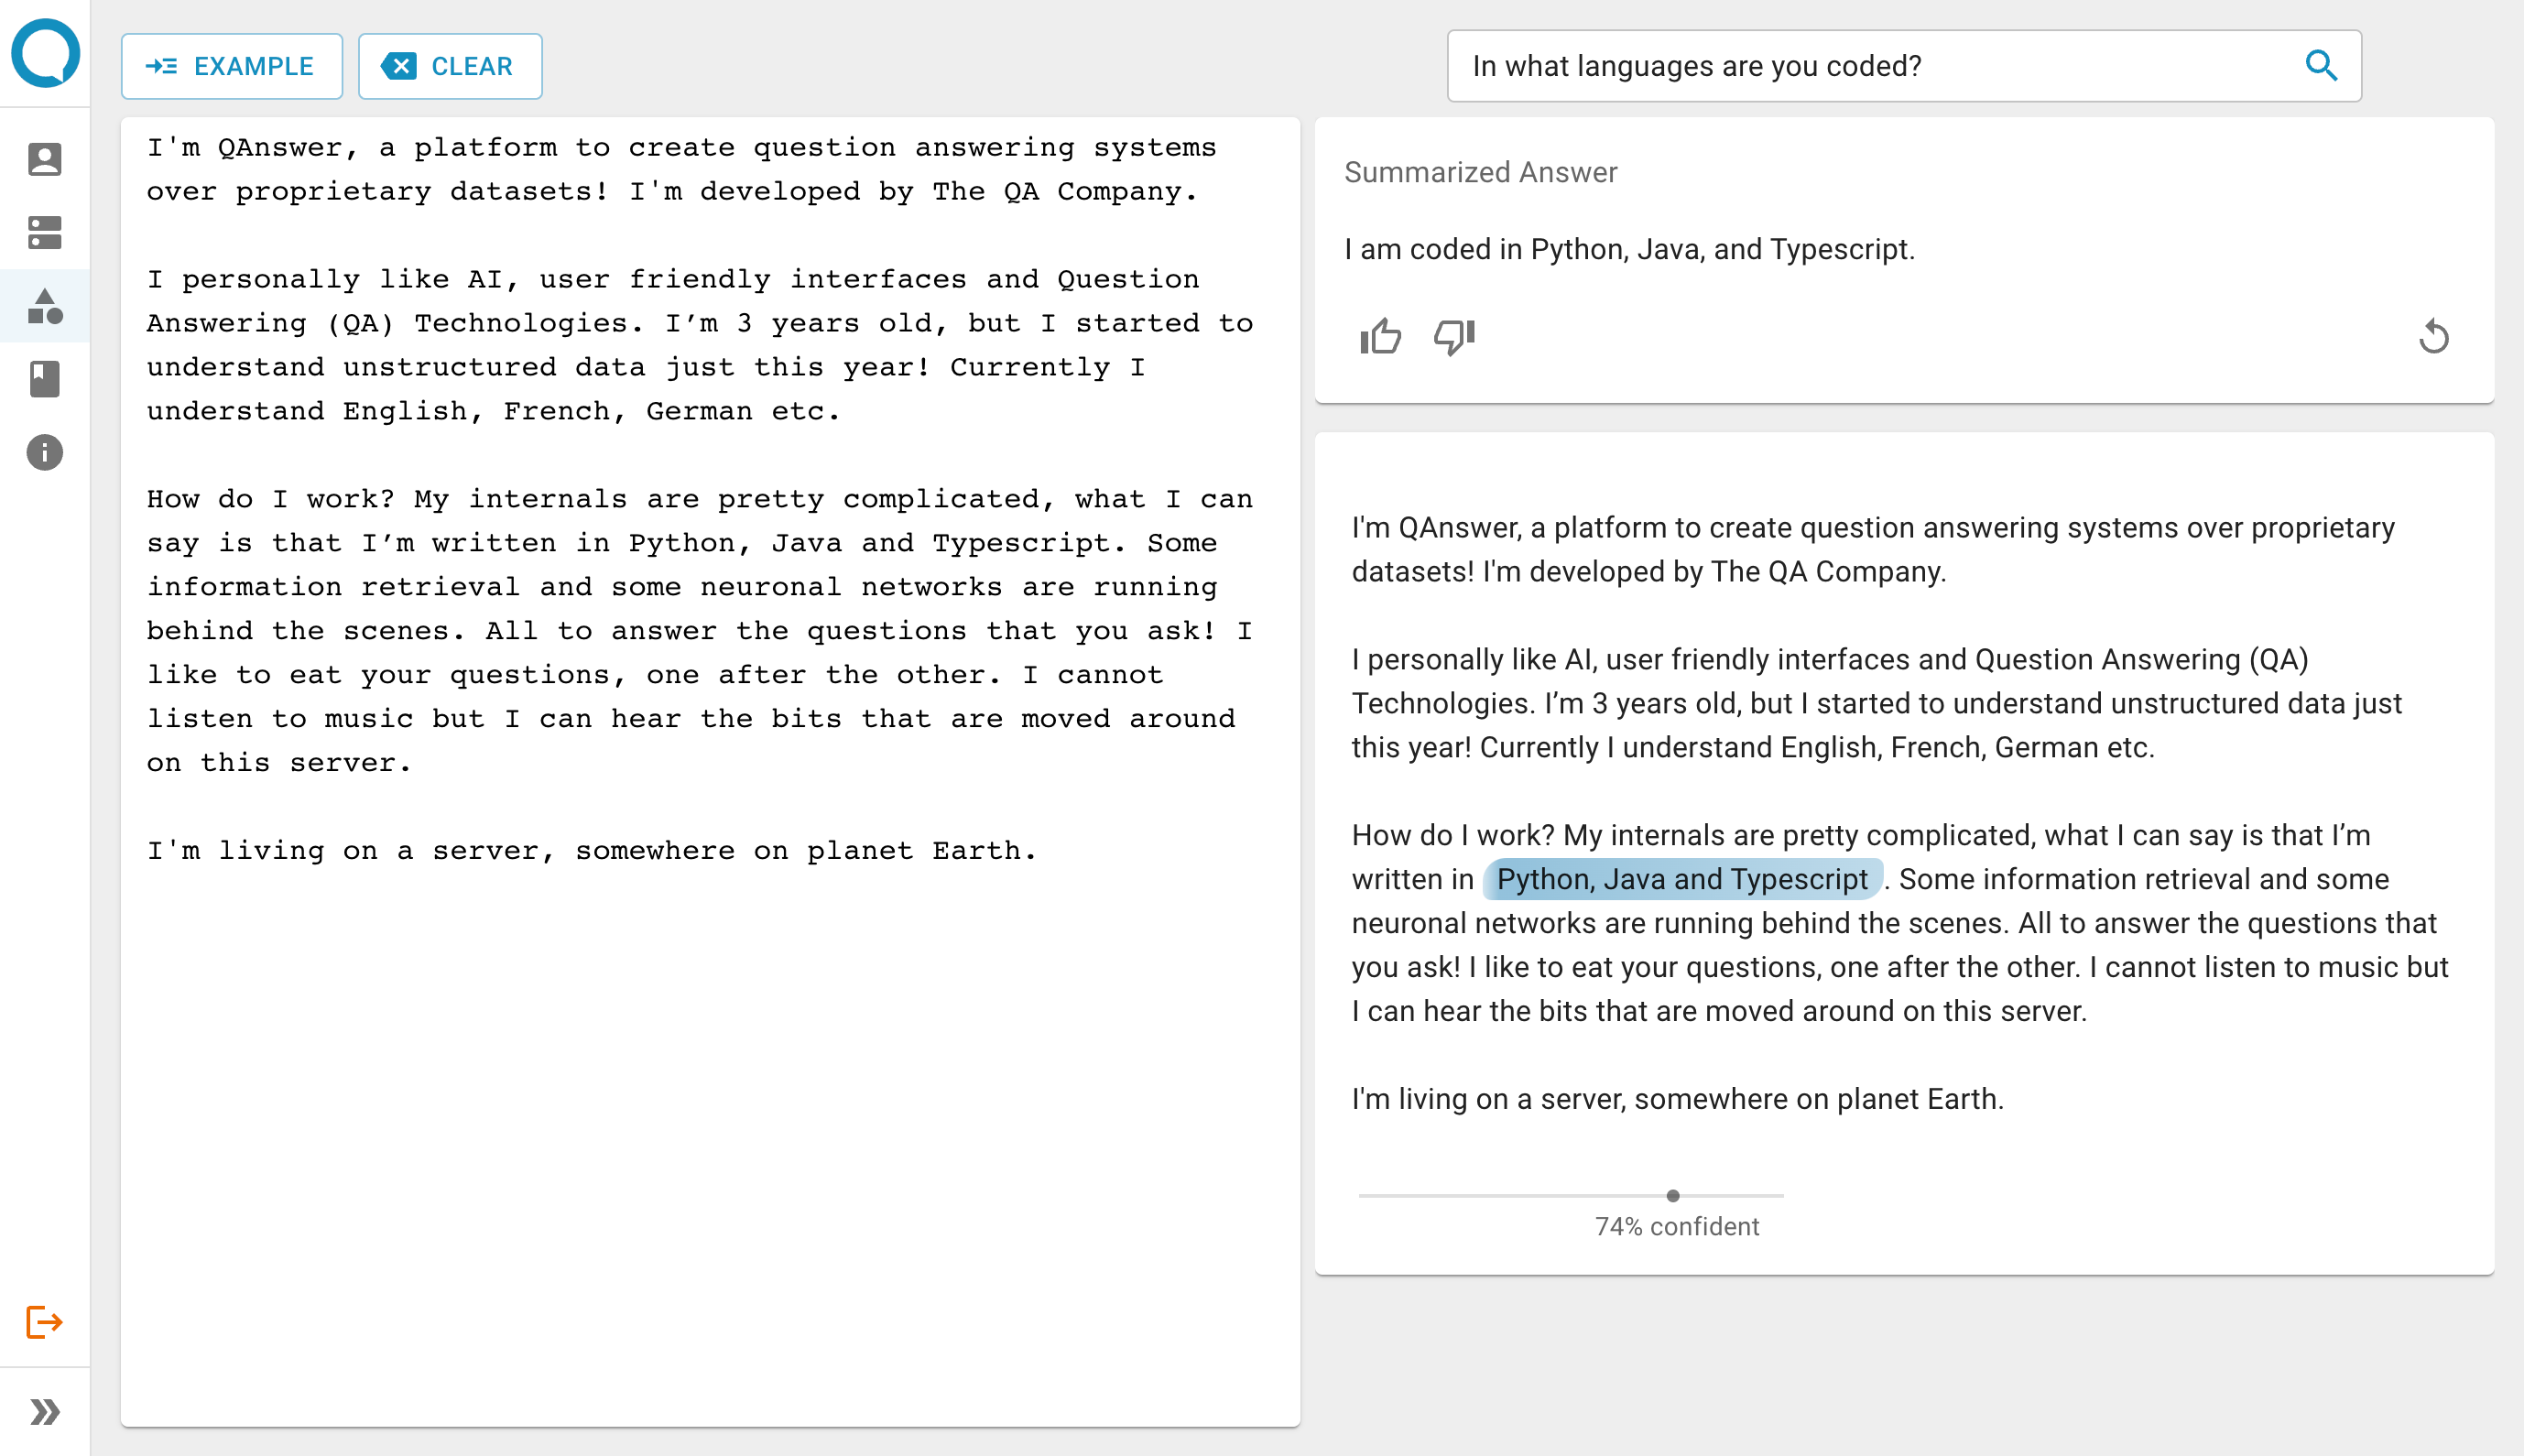 EXAMPLE
CLEAR
In what languages are you coded?
I'm QAnswer, a platform to create question answering systems
over proprietary datasets! I'm developed by The QA Company.
I personally like AI, user friendly interfaces and Question
Answering (QA) Technologies. I’m 3 years old, but I started to
understand unstructured data just this year! Currently I
understand English, French, German etc.
How do I work? My internals are pretty complicated, what I can
say is that I’m written in Python, Java and Typescript. Some
information retrieval and some neuronal networks are running
behind the scenes. All to answer the questions that you ask! I
like to eat your questions, one after the other. I cannot
listen to music but I can hear the bits that are moved around
on this server.
I'm living on a server, somewhere on planet Earth.
Summarized Answer
I am coded in Python, Java, and Typescript.
I'm QAnswer, a platform to create question answering systems over proprietary
datasets! I'm developed by The QA Company.
I personally like AI, user friendly interfaces and Question Answering (QA)
Technologies. I’m 3 years old, but I started to understand unstructured data just
this year! Currently I understand English, French, German etc.
How do I work? My internals are pretty complicated, what I can say is that I’m
written in Python, Java and Typescript . Some information retrieval and some
neuronal networks are running behind the scenes. All to answer the questions that
you ask! I like to eat your questions, one after the other. I cannot listen to music but
I can hear the bits that are moved around on this server.
I'm living on a server, somewhere on planet Earth.
74% confident